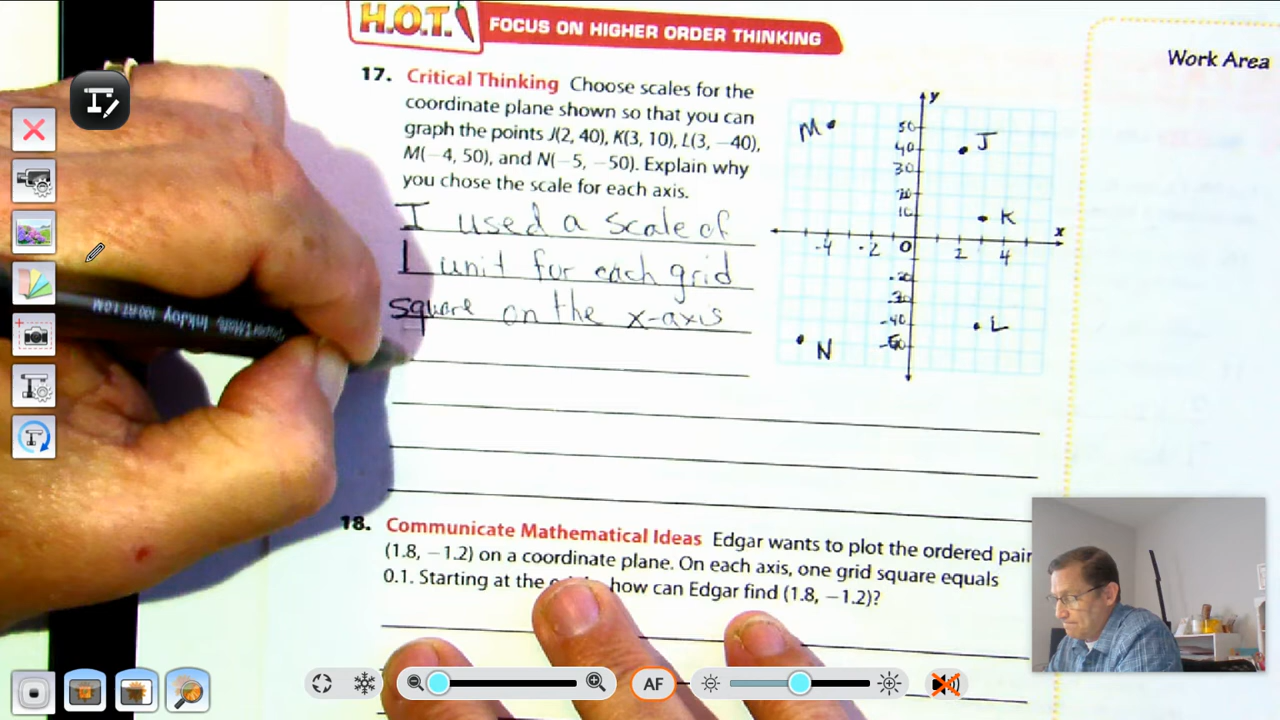 H.O.T. FOCUS ON HIGHER ORDER THINKING
Work Area
17. Critical Thinking Choose scales for the
coordinate plane shown so that you can
graph the points J(2, 40), K(3, 10), L(3, −40),
M(−4, 50), and N(−5, −50). Explain why
you chose the scale for each axis.
I used a scale of
1 unit for each grid
square on the x-axis
y
M
50
J
40
30
20
10
K
x
-4 -2 0 2 4
-20
-30
-40
L
-50
N
18. Communicate Mathematical Ideas Edgar wants to plot the ordered pair
(1.8, −1.2) on a coordinate plane. On each axis, one grid square equals
0.1. Starting at the how can Edgar find (1.8, −1.2)?
AF